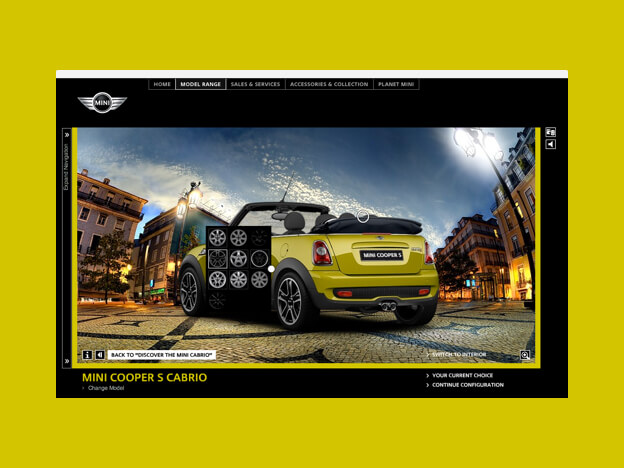 HOME MODEL RANGE SALES & SERVICES ACCESSORIES & COLLECTION PLANET MINI
MINI
Expand Navigation
MINI COOPER S
BACK TO "DISCOVER THE MINI CABRIO"
SWITCH TO INTERIOR
MINI COOPER S CABRIO
Change Model
YOUR CURRENT CHOICE
CONTINUE CONFIGURATION